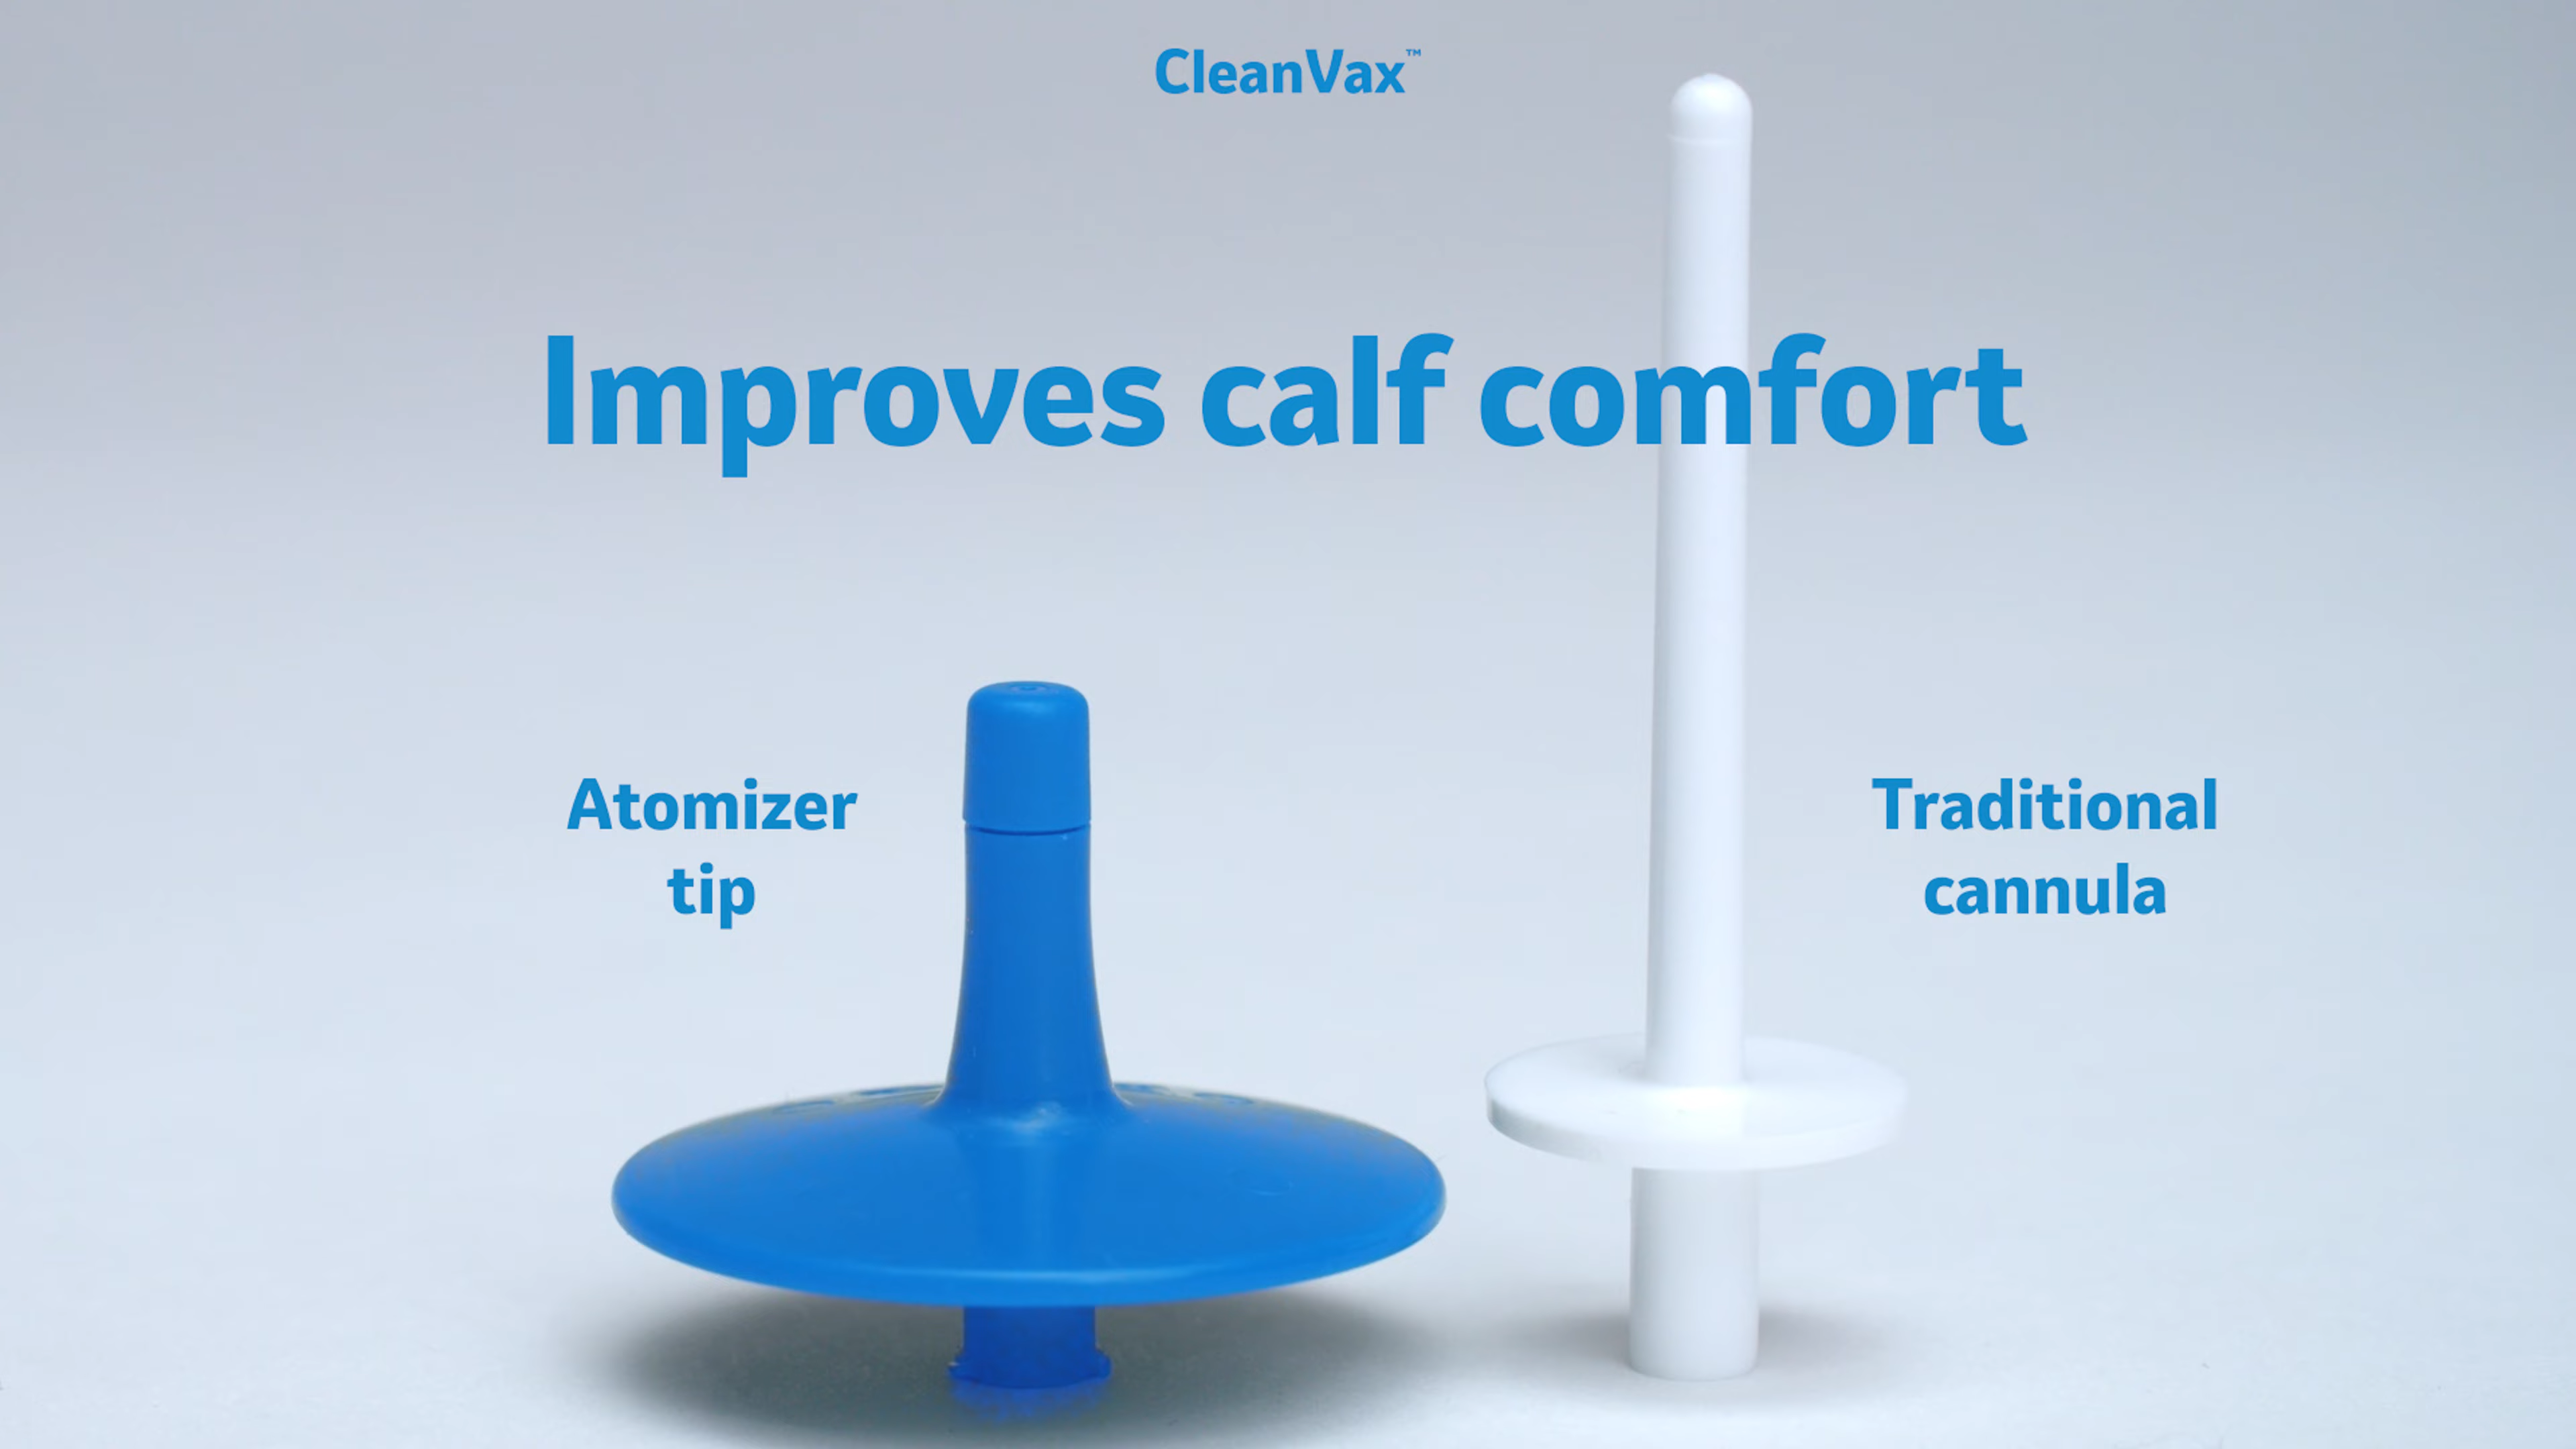 CleanVax™
Improves calf comfort
Atomizer
tip
Traditional
cannula